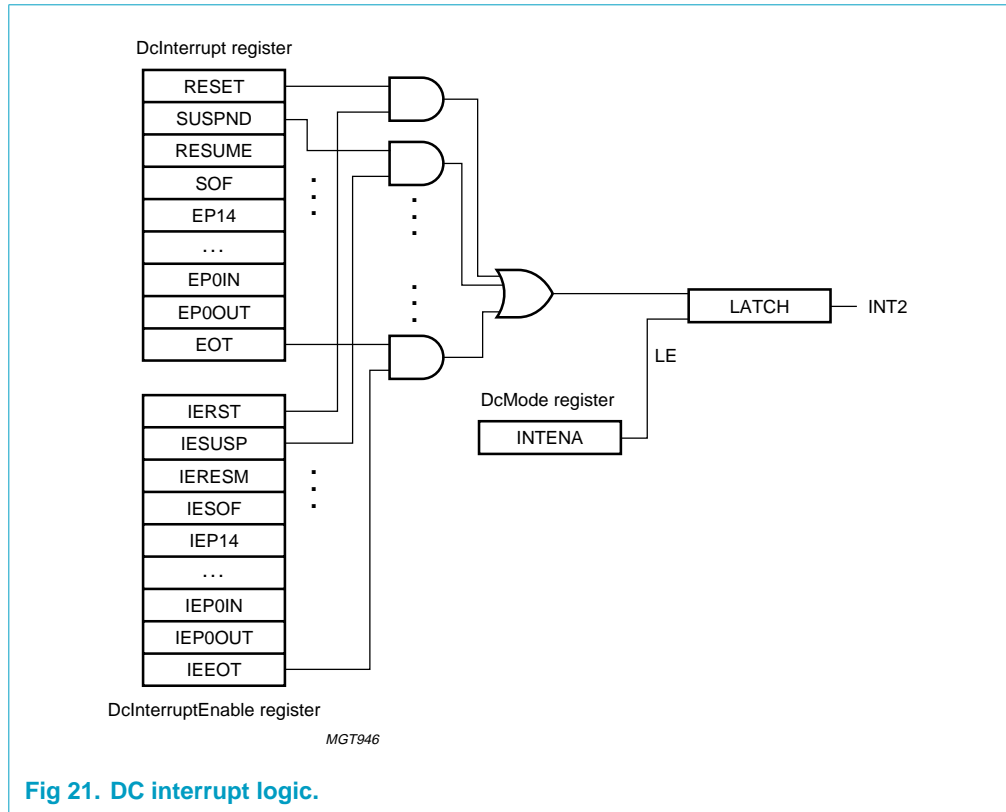 DcInterrupt register
RESET
SUSPND
RESUME
SOF
EP14
...
EP0IN
EP0OUT
EOT
IERST
IESUSP
IERESM
IESOF
IEP14
...
IEP0IN
IEP0OUT
IEEOT
DcInterruptEnable register
LATCH
INT2
LE
DcMode register
INTENA
MGT946
Fig 21. DC interrupt logic.